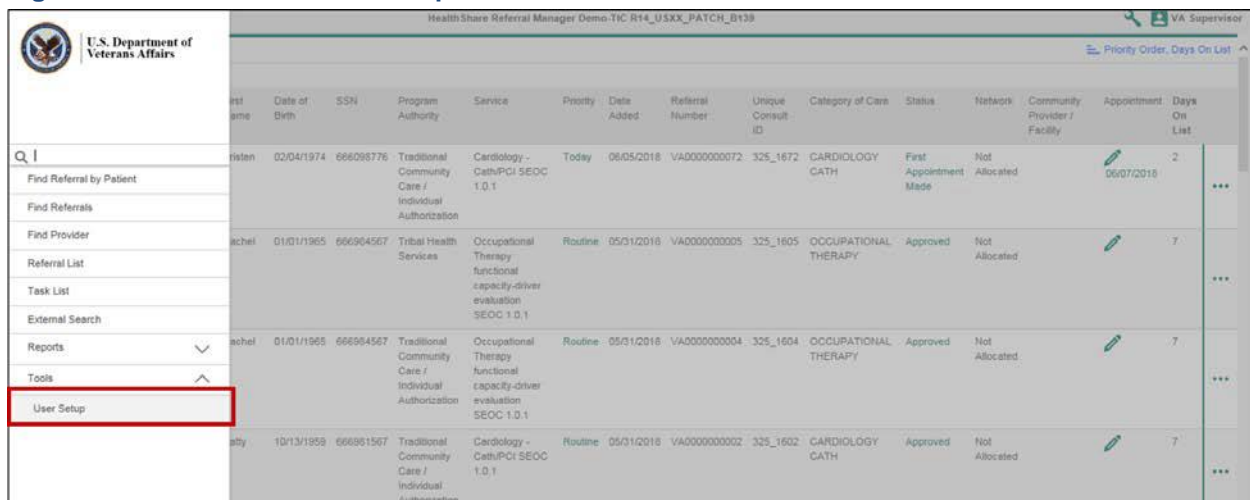 HealthShare Referral Manager Demo-TIC R14_USXX_PATCH_B139
VA Supervisor
U.S. Department of
Veterans Affairs
Priority Order, Days On List
Find Referral by Patient
Find Referrals
Find Provider
Referral List
Task List
External Search
Reports
Tools
User Setup
Date of
Birth
SSN
Program
Authority
Service
Priority
Date
Added
Referral
Number
Unique
Consult
ID
Category of Care
Status
Network
Community
Provider /
Facility
Appointment
Days
On
List
risten
02/04/1974
666098776
Traditional
Community
Care /
Individual
Authorization
Cardiology -
Cath/PCI SEOC
1.0.1
Today
06/05/2018
VA0000000072
325_1672
CARDIOLOGY
CATH
First
Appointment
Made
Not
Allocated
06/07/2018
2
achel
01/01/1965
666984567
Tribal Health
Services
Occupational
Therapy
functional
capacity-driver
evaluation
SEOC 1.0.1
Routine
05/31/2018
VA0000000005
325_1605
OCCUPATIONAL
THERAPY
Approved
Not
Allocated
7
achel
01/01/1965
666984567
Traditional
Community
Care /
Individual
Authorization
Occupational
Therapy
functional
capacity-driver
evaluation
SEOC 1.0.1
Routine
05/31/2018
VA0000000004
325_1604
OCCUPATIONAL
THERAPY
Approved
Not
Allocated
7
atty
10/13/1959
666981567
Traditional
Community
Care /
Individual
Authorization
Cardiology -
Cath/PCI SEOC
1.0.1
Routine
05/31/2018
VA0000000002
325_1602
CARDIOLOGY
CATH
Approved
Not
Allocated
7